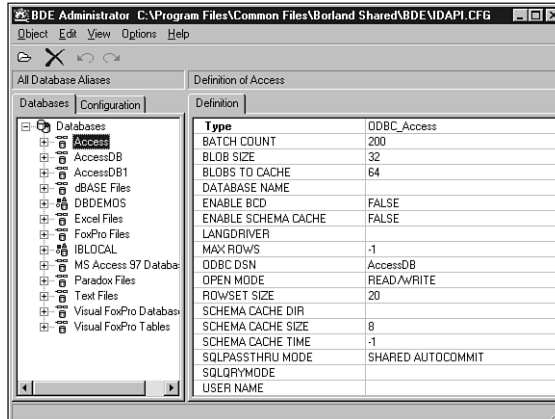 BDE Administrator C:\Program Files\Common Files\Borland Shared\BDE\IDAPI.CFG
Object Edit View Options Help
All Database Aliases
Definition of Access
Databases Configuration
Definition
Databases
Access
AccessDB
AccessDB1
dBASE Files
DBDEMOS
Excel Files
FoxPro Files
IBLOCAL
MS Access 97 Databa
Paradox Files
Text Files
Visual FoxPro Databas
Visual FoxPro Tables
Type ODBC_Access
BATCH COUNT 200
BLOB SIZE 32
BLOBS TO CACHE 64
DATABASE NAME
ENABLE BCD FALSE
ENABLE SCHEMA CACHE FALSE
LANGDRIVER
MAX ROWS -1
ODBC DSN AccessDB
OPEN MODE READ/WRITE
ROWSET SIZE 20
SCHEMA CACHE DIR
SCHEMA CACHE SIZE 8
SCHEMA CACHE TIME -1
SQLPASSTHRU MODE SHARED AUTOCOMMIT
SQLQRYMODE
USER NAME